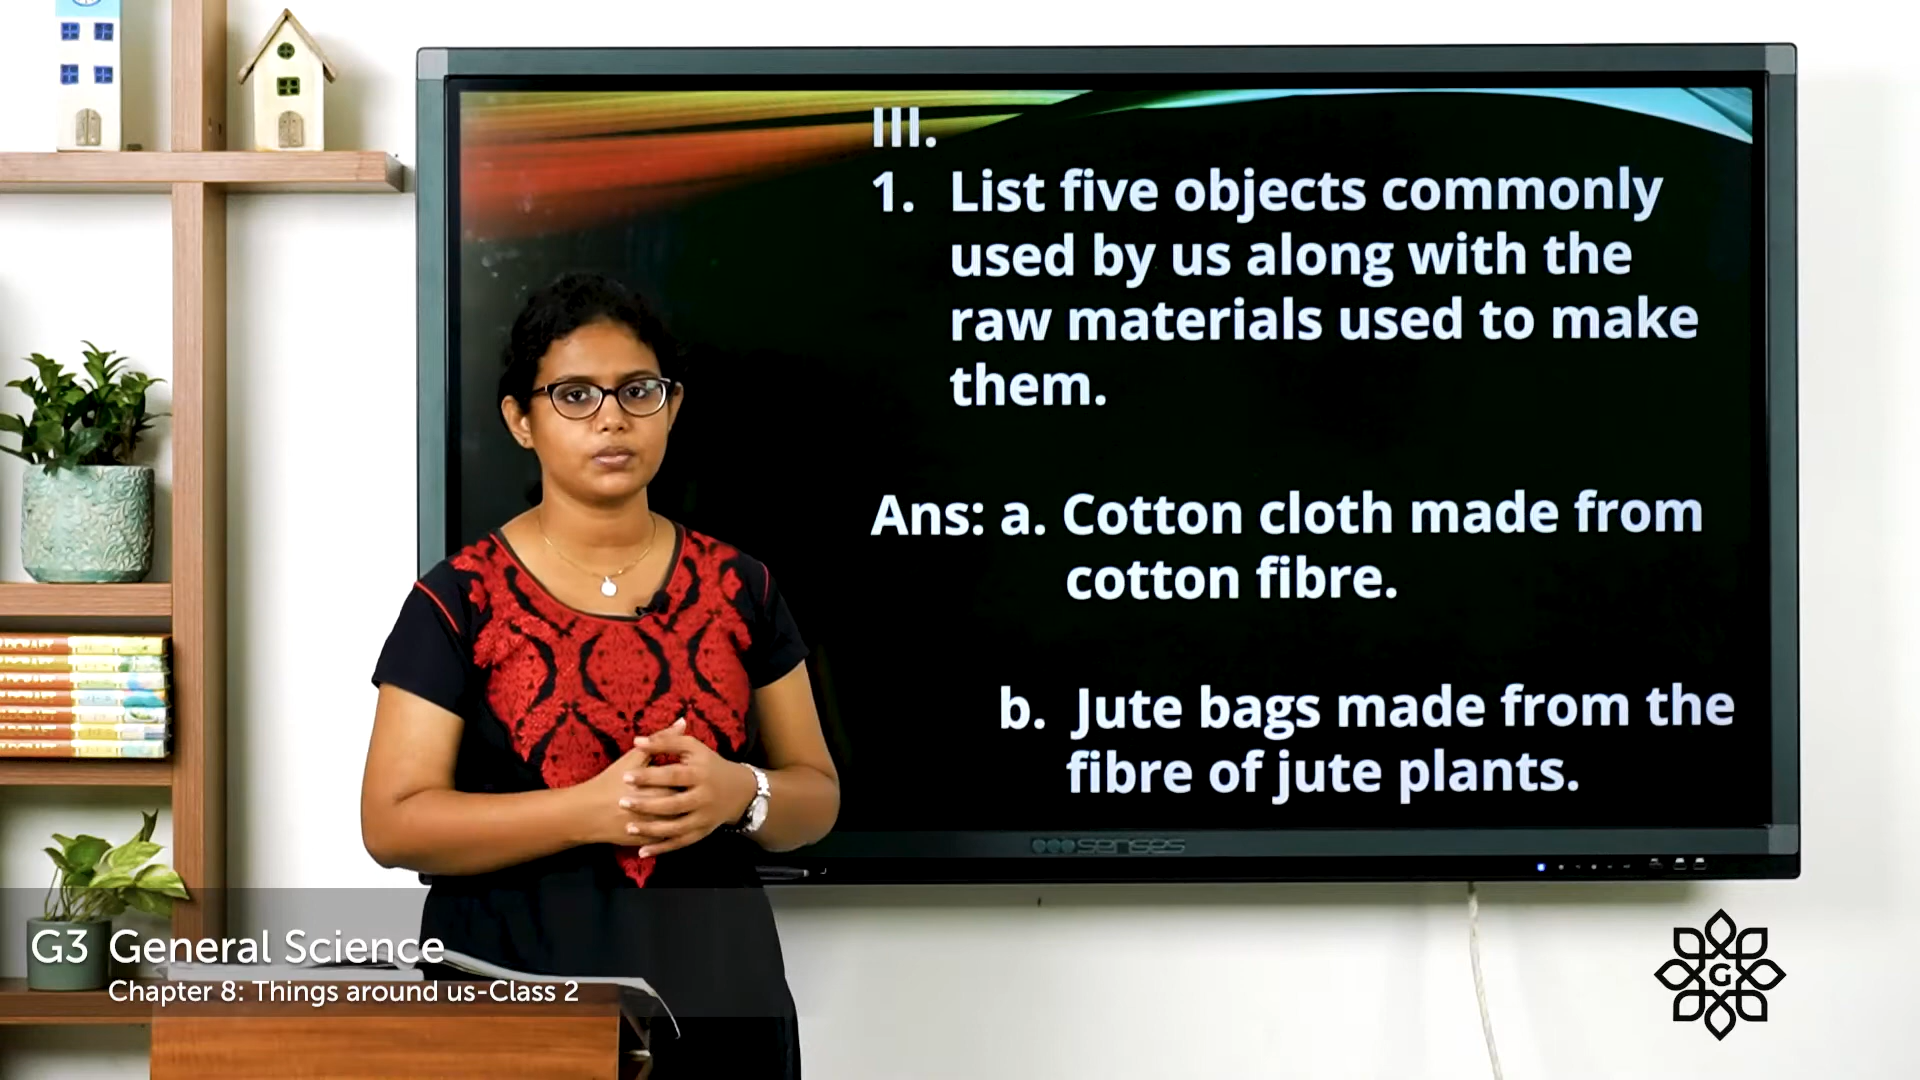 III.
1. List five objects commonly
used by us along with the
raw materials used to make
them.
Ans: a. Cotton cloth made from
cotton fibre.
b. Jute bags made from the
fibre of jute plants.
senses
G3 General Science
Chapter 8: Things around us-Class 2
G